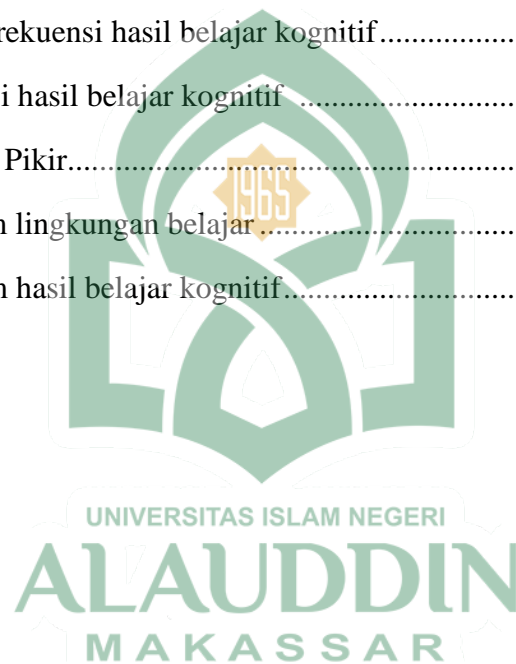 rekuensi hasil belajar kognitif..................
i hasil belajar kognitif ............................
Pikir...........................................................
1965
n lingkungan belajar..................................
n hasil belajar kognitif..............................
UNIVERSITAS ISLAM NEGERI
ALAUDDIN
MAKASSAR